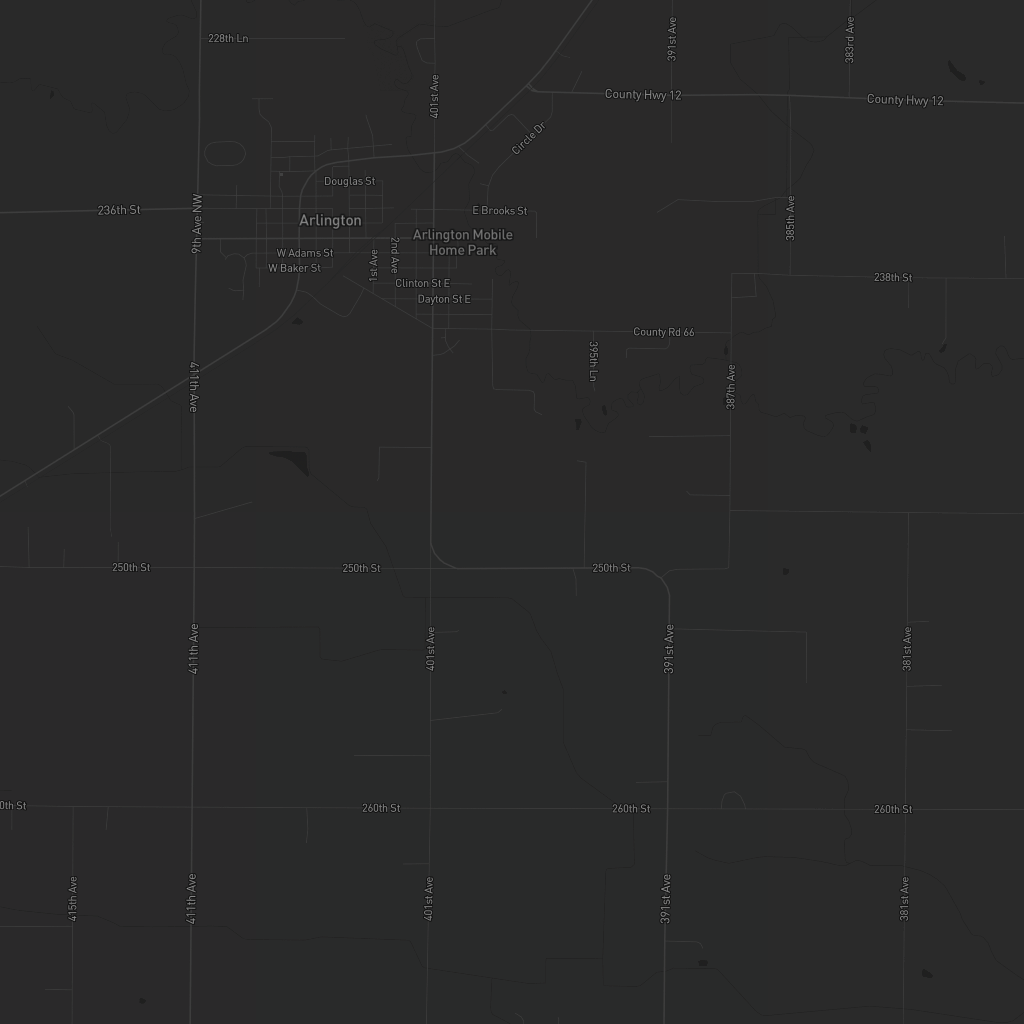 228th Ln
391st Ave
383rd Ave
County Hwy 12
County Hwy 12
401st Ave
Circle Dr
Douglas St
236th St
9th Ave NW
Arlington
E Brooks St
385th Ave
Arlington Mobile
Home Park
W Adams St
1st Ave
2nd Ave
W Baker St
Clinton St E
238th St
Dayton St E
County Rd 66
395th Ln
411th Ave
387th Ave
250th St
250th St
250th St
411th Ave
401st Ave
391st Ave
381st Ave
0th St
260th St
260th St
260th St
415th Ave
411th Ave
401st Ave
391st Ave
381st Ave